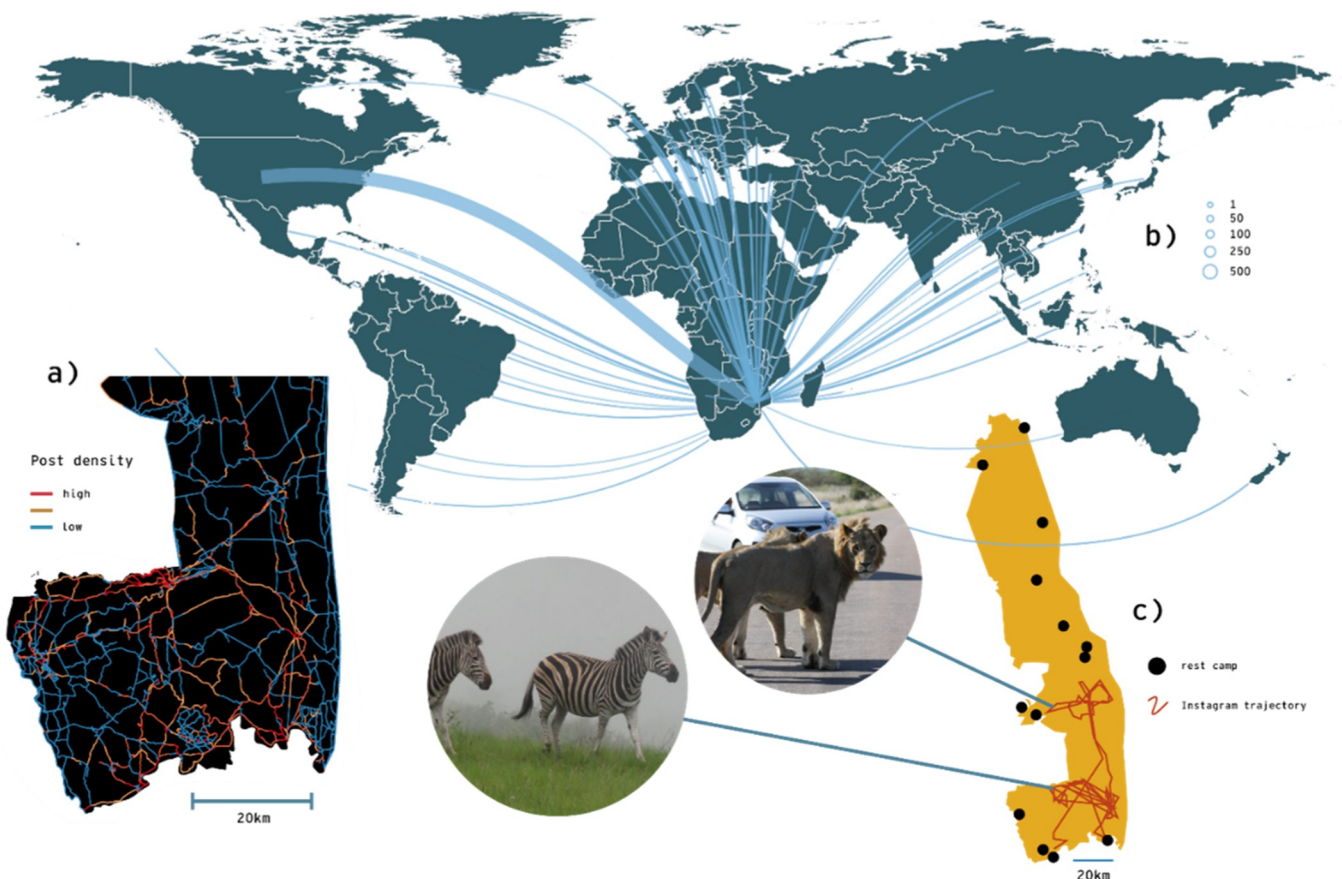 b)
1
50
100
250
500
a)
Post density
high
low
20km
c)
rest camp
Instagram trajectory
20km